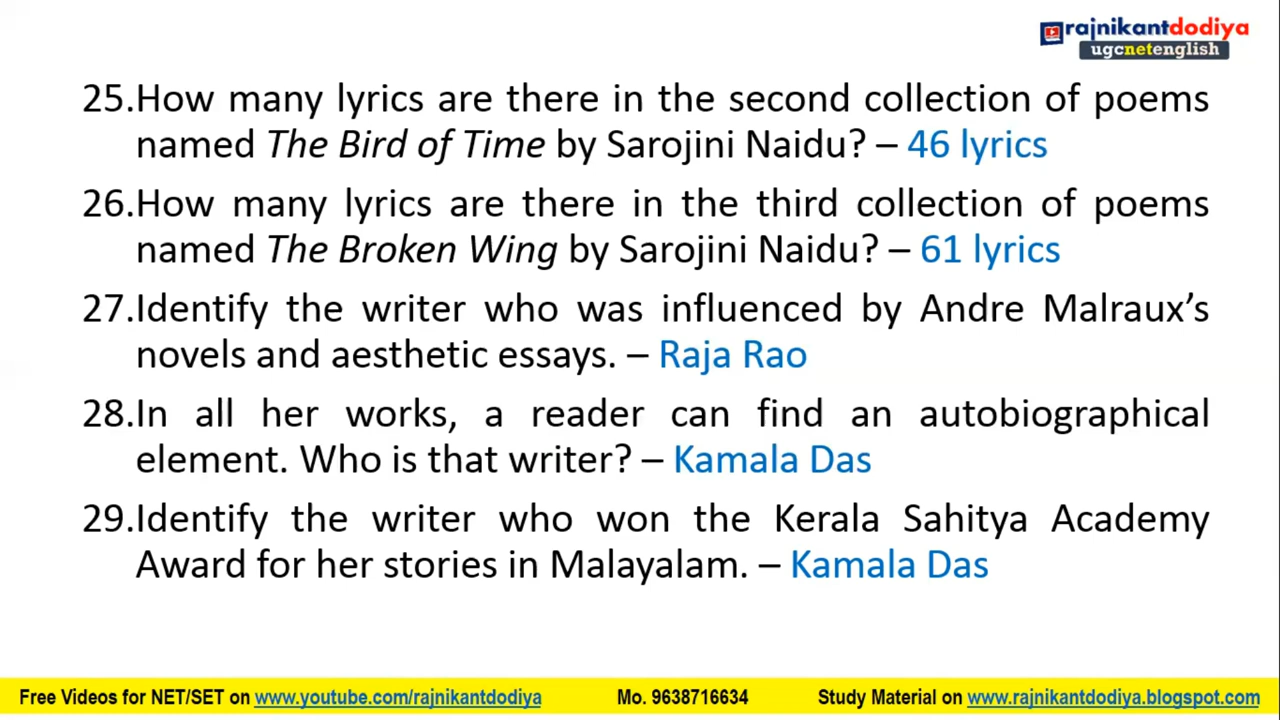 rajnikantdodiya
ugcnetenglish
25.How many lyrics are there in the second collection of poems
named The Bird of Time by Sarojini Naidu? – 46 lyrics
26.How many lyrics are there in the third collection of poems
named The Broken Wing by Sarojini Naidu? – 61 lyrics
27.Identify the writer who was influenced by Andre Malraux’s
novels and aesthetic essays. – Raja Rao
28.In all her works, a reader can find an autobiographical
element. Who is that writer? – Kamala Das
29.Identify the writer who won the Kerala Sahitya Academy
Award for her stories in Malayalam. – Kamala Das
Free Videos for NET/SET on www.youtube.com/rajnikantdodiya Mo. 9638716634 Study Material on www.rajnikantdodiya.blogspot.com